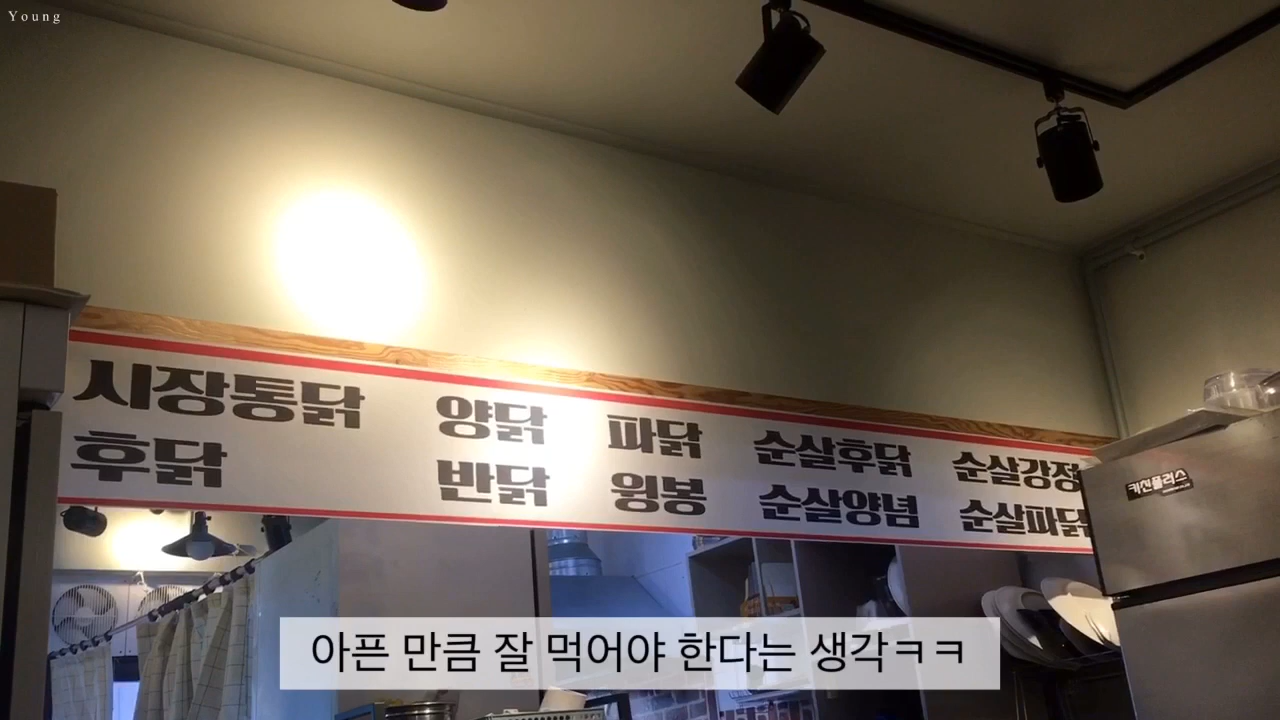 Young
시장통닭 양닭 파닭 순살후닭 순살강정
후닭 반닭 윙봉 순살양념 순살파닭
키친플러스
아픈 만큼 잘 먹어야 한다는 생각ㅋㅋ